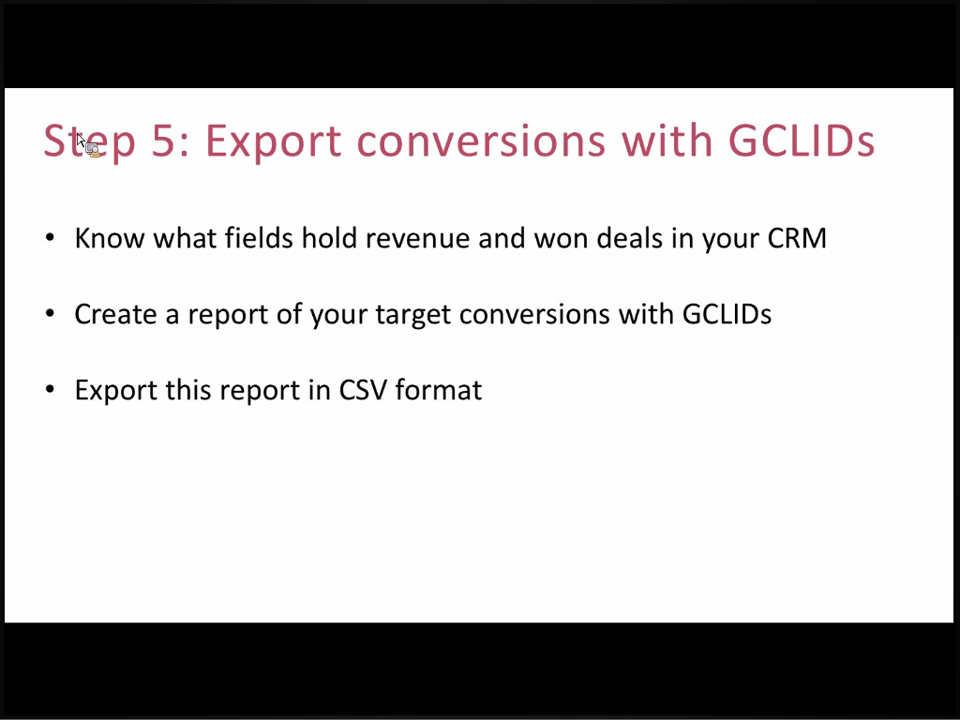 Step 5: Export conversions with GCLIDs
• Know what fields hold revenue and won deals in your CRM
• Create a report of your target conversions with GCLIDs
• Export this report in CSV format